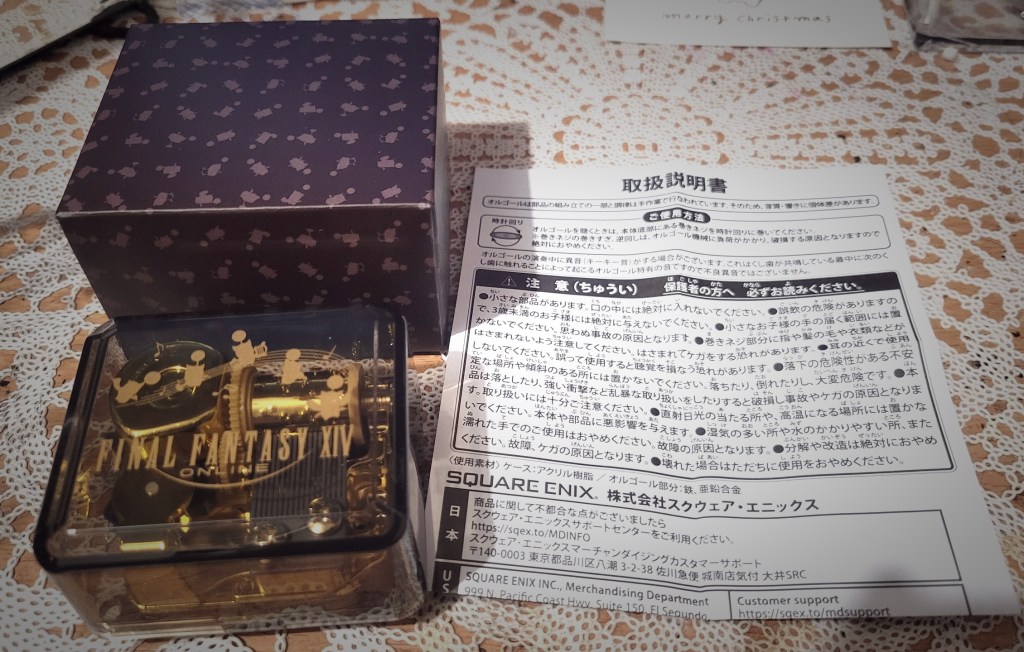 merry christmas
取扱説明書
オルゴールは部品の組み立ての一部と調律は手作業で行なわれています。そのため、音質・響きに個体差があります。
ご使用方法
時計回り
オルゴールを聴くときは、本体底部にある巻きネジを時計回りに巻いてください。
※巻きネジの巻きすぎ、逆回しは、オルゴール機械に負荷がかかり、破損する原因となりますので
絶対におやめください。
オルゴールの演奏中に異音(キーキー音)がする場合がございます。これはくし歯が共鳴している最中に次のく
し歯に触れることによって起こるオルゴール特有の音ですので不良異音ではございません。
注 意(ちゅうい) 保護者の方へ 必ずお読みください。
●小さな部品があります。口の中には絶対に入れないでください。●誤飲の危険がありますの
で、3歳未満のお子様には絶対に与えないでください。●小さなお子様の手の届く範囲には置
かないでください。思わぬ事故の原因となります。●巻きネジ部分に指や髪の毛や衣類などが
はさまれないよう注意してください。はさまれてケガをする恐れがあります。●耳の近くで使用
しないでください。誤って使用すると聴覚を損なう恐れがあります。●落下の危険性がある不安
定な場所や傾斜のある所には置かないでください。落ちたり、倒れたりし、大変危険です。●本
品は落としたり、強い衝撃など乱暴な取り扱いをしたりすると破損し事故やケガの原因となりま
す。取り扱いには十分ご注意ください。●直射日光の当たる所や、高温になる場所には置かな
いでください。本体や部品に悪影響を与えます。●湿気の多い所や水のかかりやすい所、また
濡れた手でのご使用はおやめください。故障の原因となります。●分解や改造は絶対におやめ
ください。故障、ケガの原因となります。●壊れた場合はただちに使用をおやめください。
〈使用素材〉ケース:アクリル樹脂 / オルゴール部分:鉄、亜鉛合金
SQUARE ENIX. 株式会社スクウェア・エニックス
日本
商品に関して不都合な点がございましたら
スクウェア・エニックスサポートセンターをご利用ください。
https://sqex.to/MDINFO
スクウェア・エニックスマーチャンダイジングカスタマーサポート
〒140-0003 東京都品川区八潮 3-2-38 佐川急便 城南店気付 大井SRC
US
SQUARE ENIX INC., Merchandising Department
999 N. Pacific Coast Hwy, Suite 150, El Segundo,
Customer support
https://sqex.to/mdsupport
FINAL FANTASY XIV
ONLINE